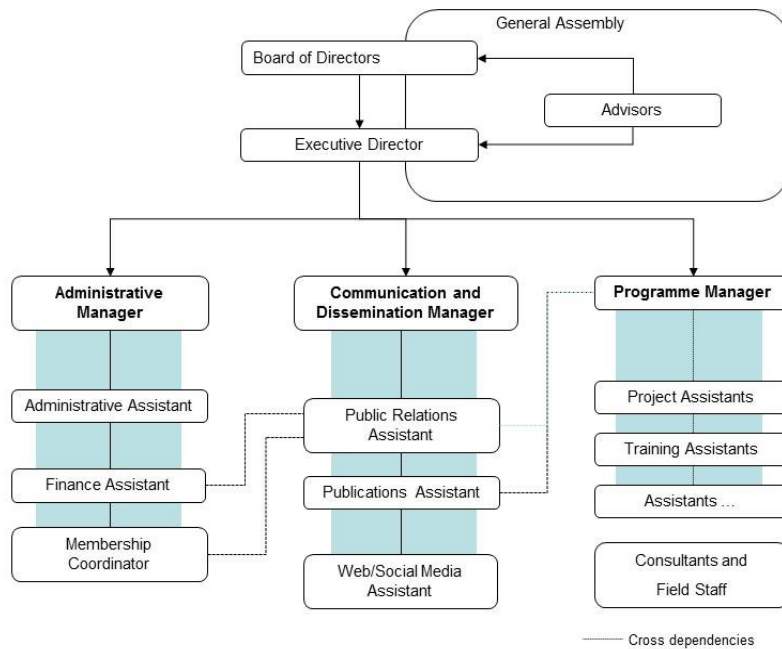 General Assembly
Board of Directors
Advisors
Executive Director
Administrative
Manager
Communication and
Dissemination Manager
Programme Manager
Administrative Assistant
Public Relations
Assistant
Project Assistants
Training Assistants
Finance Assistant
Publications Assistant
Assistants ...
Membership
Coordinator
Web/Social Media
Assistant
Consultants and
Field Staff
Cross dependencies